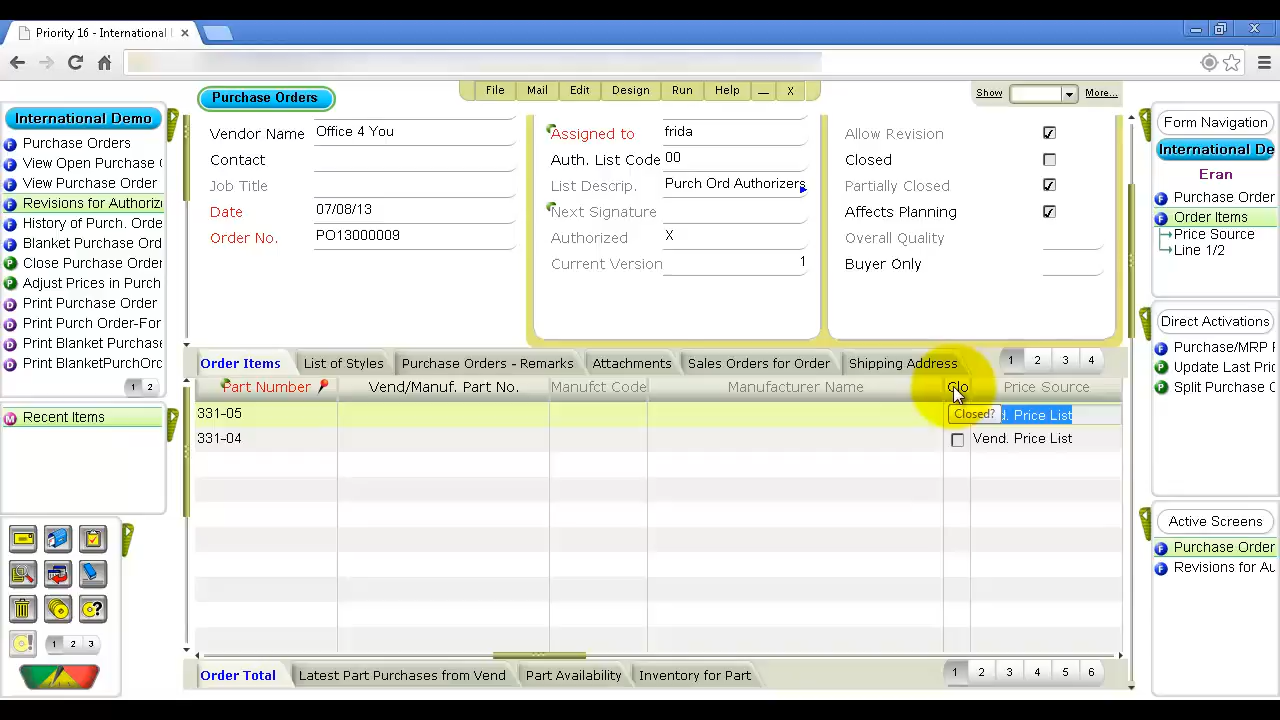 Priority 16 - International
Purchase Orders
File Mail Edit Design Run Help _ X
Show More...
International Demo
Purchase Orders
View Open Purchase
View Purchase Order
Revisions for Authoriz
History of Purch. Orde
Blanket Purchase Ord
Close Purchase Orde
Adjust Prices in Purch
Print Purchase Order
Print Purch Order-For
Print Blanket Purchase
Print BlanketPurchOrd
1 2
Recent Items
1 2 3
Vendor Name Office 4 You
Contact
Job Title
Date 07/08/13
Order No. PO13000009
Assigned to frida
Auth. List Code 00
List Descrip. Purch Ord Authorizers
Next Signature
Authorized X
Current Version 1
Allow Revision
Closed
Partially Closed
Affects Planning
Overall Quality
Buyer Only
Order Items List of Styles Purchase Orders - Remarks Attachments Sales Orders for Order Shipping Address 1 2 3 4
Part Number Vend/Manuf. Part No. Manufct Code Manufacturer Nam Clo Price Source
331-05 d. Price List
Closed?
331-04 Vend. Price List
Order Total Latest Part Purchases from Vend Part Availability Inventory for Part 1 2 3 4 5 6
Form Navigation
International De
Eran
Purchase Order
Order Items
Price Source
Line 1/2
Direct Activations
Purchase/MRP
Update Last Pri
Split Purchase
Active Screens
Purchase Order
Revisions for Au